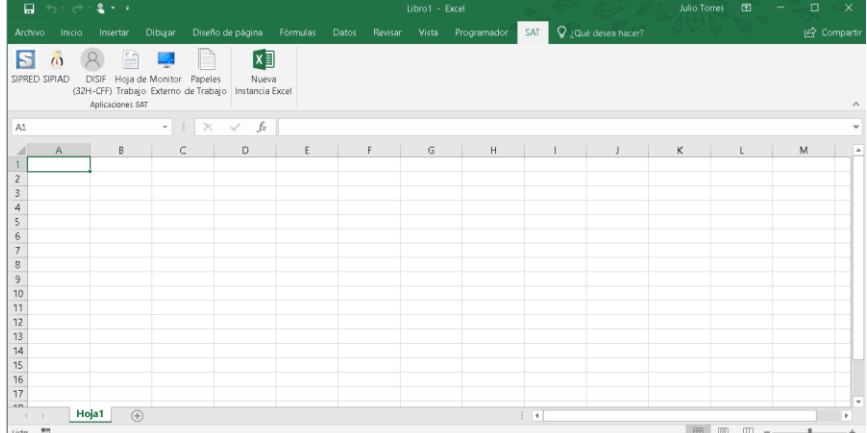 Libro1 - Excel
Julio Torres
Archivo Inicio Insertar Dibujar Diseño de página Fórmulas Datos Revisar Vista Programador SAT ¿Qué desea hacer? Compartir
SIPRED SIPIAD DISIF Hoja de Monitor Papeles Nueva
(32H-CFF) Trabajo Externo de Trabajo Instancia Excel
Aplicaciones SAT
A1 fx
A B C D E F G H I J K L M
1
2
3
4
5
6
7
8
9
10
11
12
13
14
15
16
17
18
Hoja1
Listo